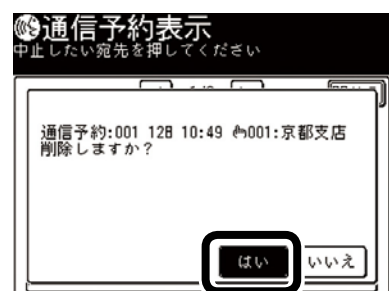 通信予約表示
中止したい宛先を押してください
通信予約:001 12日 10:49 001:京都支店
削除しますか？
はい いいえ